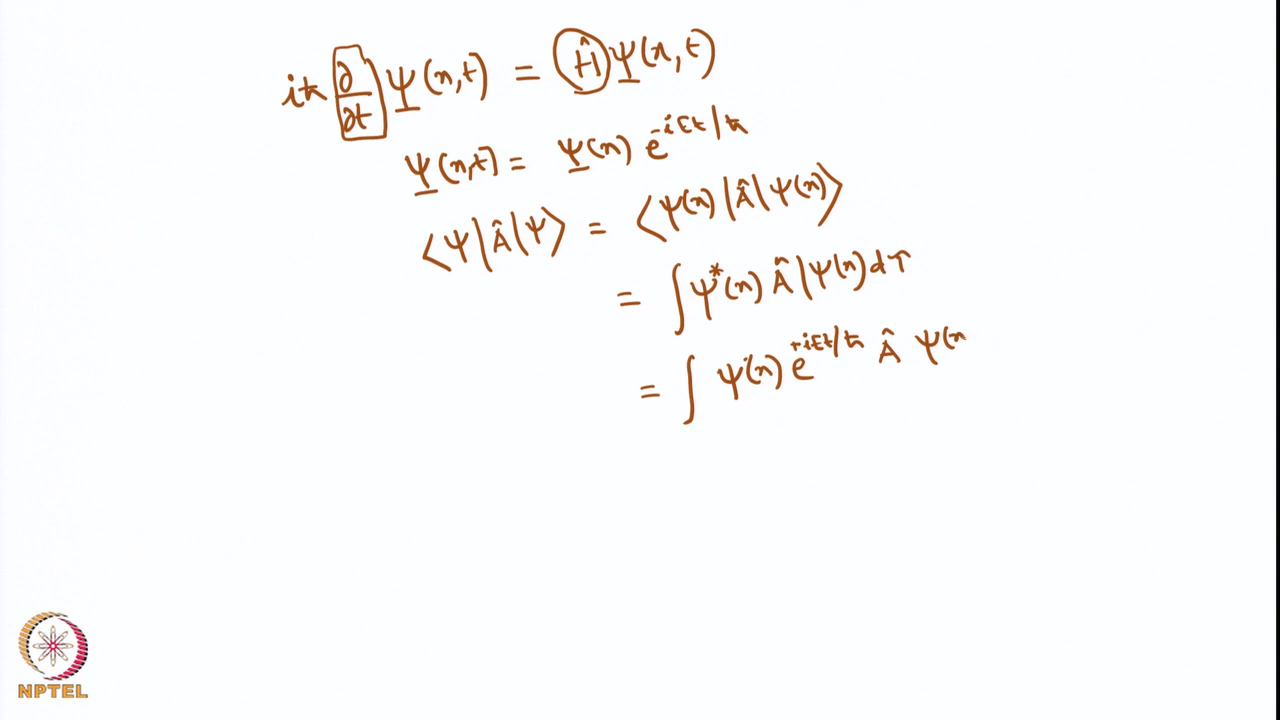 iħ ∂/∂t Ψ(x,t) = Ĥ Ψ(x,t)
Ψ(x,t) = Ψ(x) e^{-iEt/ħ}
⟨Ψ|Â|Ψ⟩ = ⟨Ψ(x)|Â|Ψ(x)⟩
= ∫ Ψ*(x) Â|Ψ(x) dτ
= ∫ Ψ(x) e^{+iEt/ħ} Â Ψ(x
NPTEL